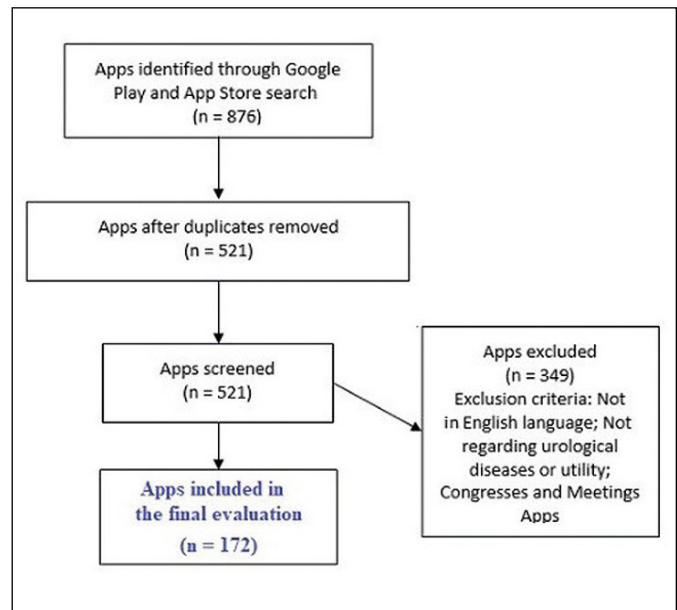 Apps identified through Google
Play and App Store search
(n = 876)
Apps after duplicates removed
(n = 521)
Apps screened
(n = 521)
Apps excluded
(n = 349)
Exclusion criteria: Not
in English language; Not
regarding urological
diseases or utility;
Congresses and Meetings
Apps
Apps included in
the final evaluation
(n = 172)